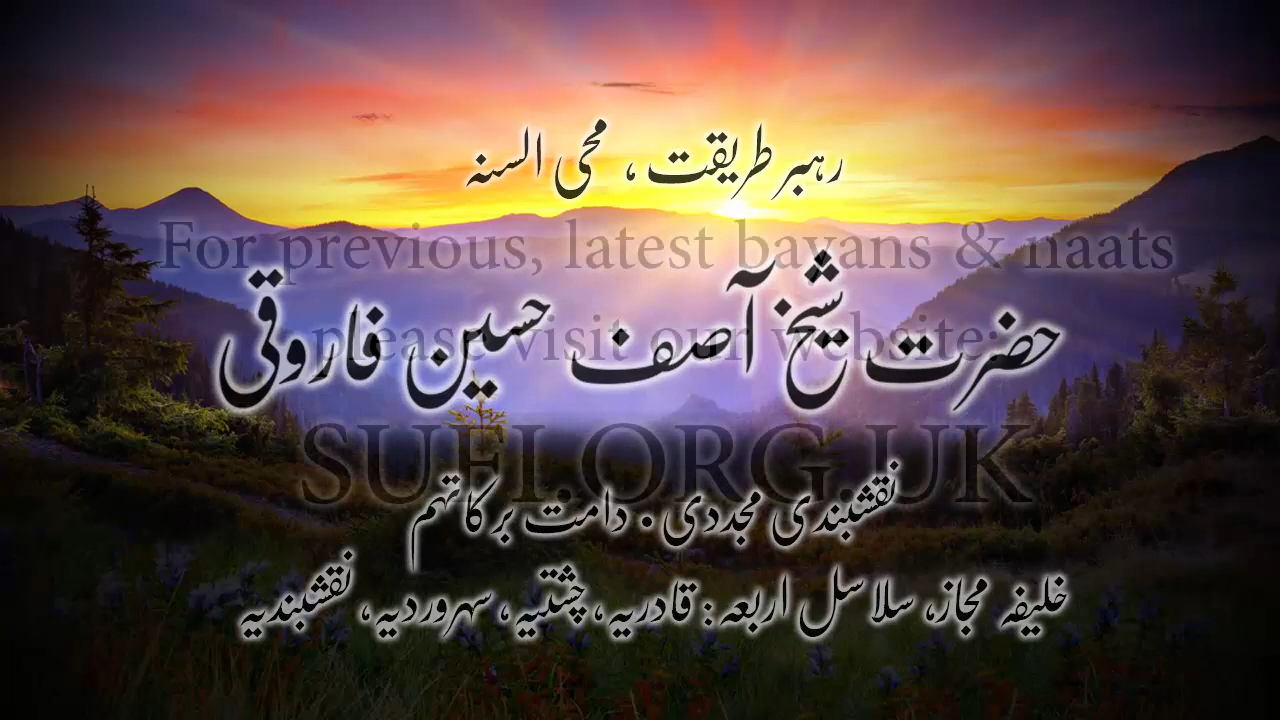 رہبر طریقت، محی السنہ
For previous, latest bayans & naats
حضرت شیخ آصف حسین فاروقی
please visit our website:
SUFI.ORG.UK
نقشبندی مجددی • دامت برکاتہم
خلیفہ مجاز، سلاسل اربعہ: قادریہ، چشتیہ، سہروردیہ، نقشبندیہ